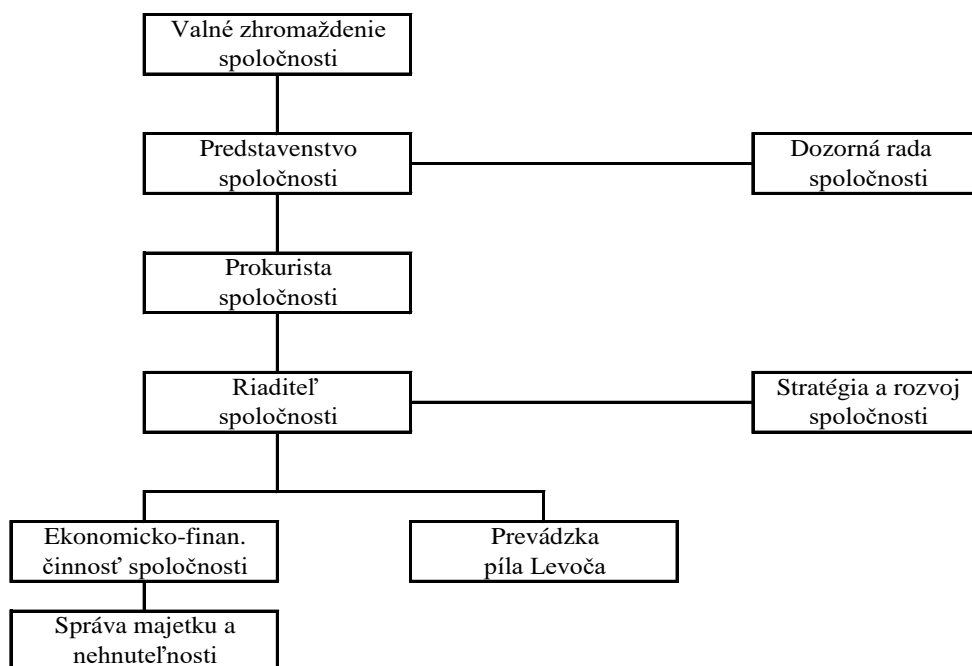 Valné zhromaždenie
spoločnosti
Predstavenstvo
spoločnosti
Dozorná rada
spoločnosti
Prokurista
spoločnosti
Riaditeľ
spoločnosti
Stratégia a rozvoj
spoločnosti
Ekonomicko-finan.
činnosť spoločnosti
Prevádzka
píla Levoča
Správa majetku a
nehnuteľnosti